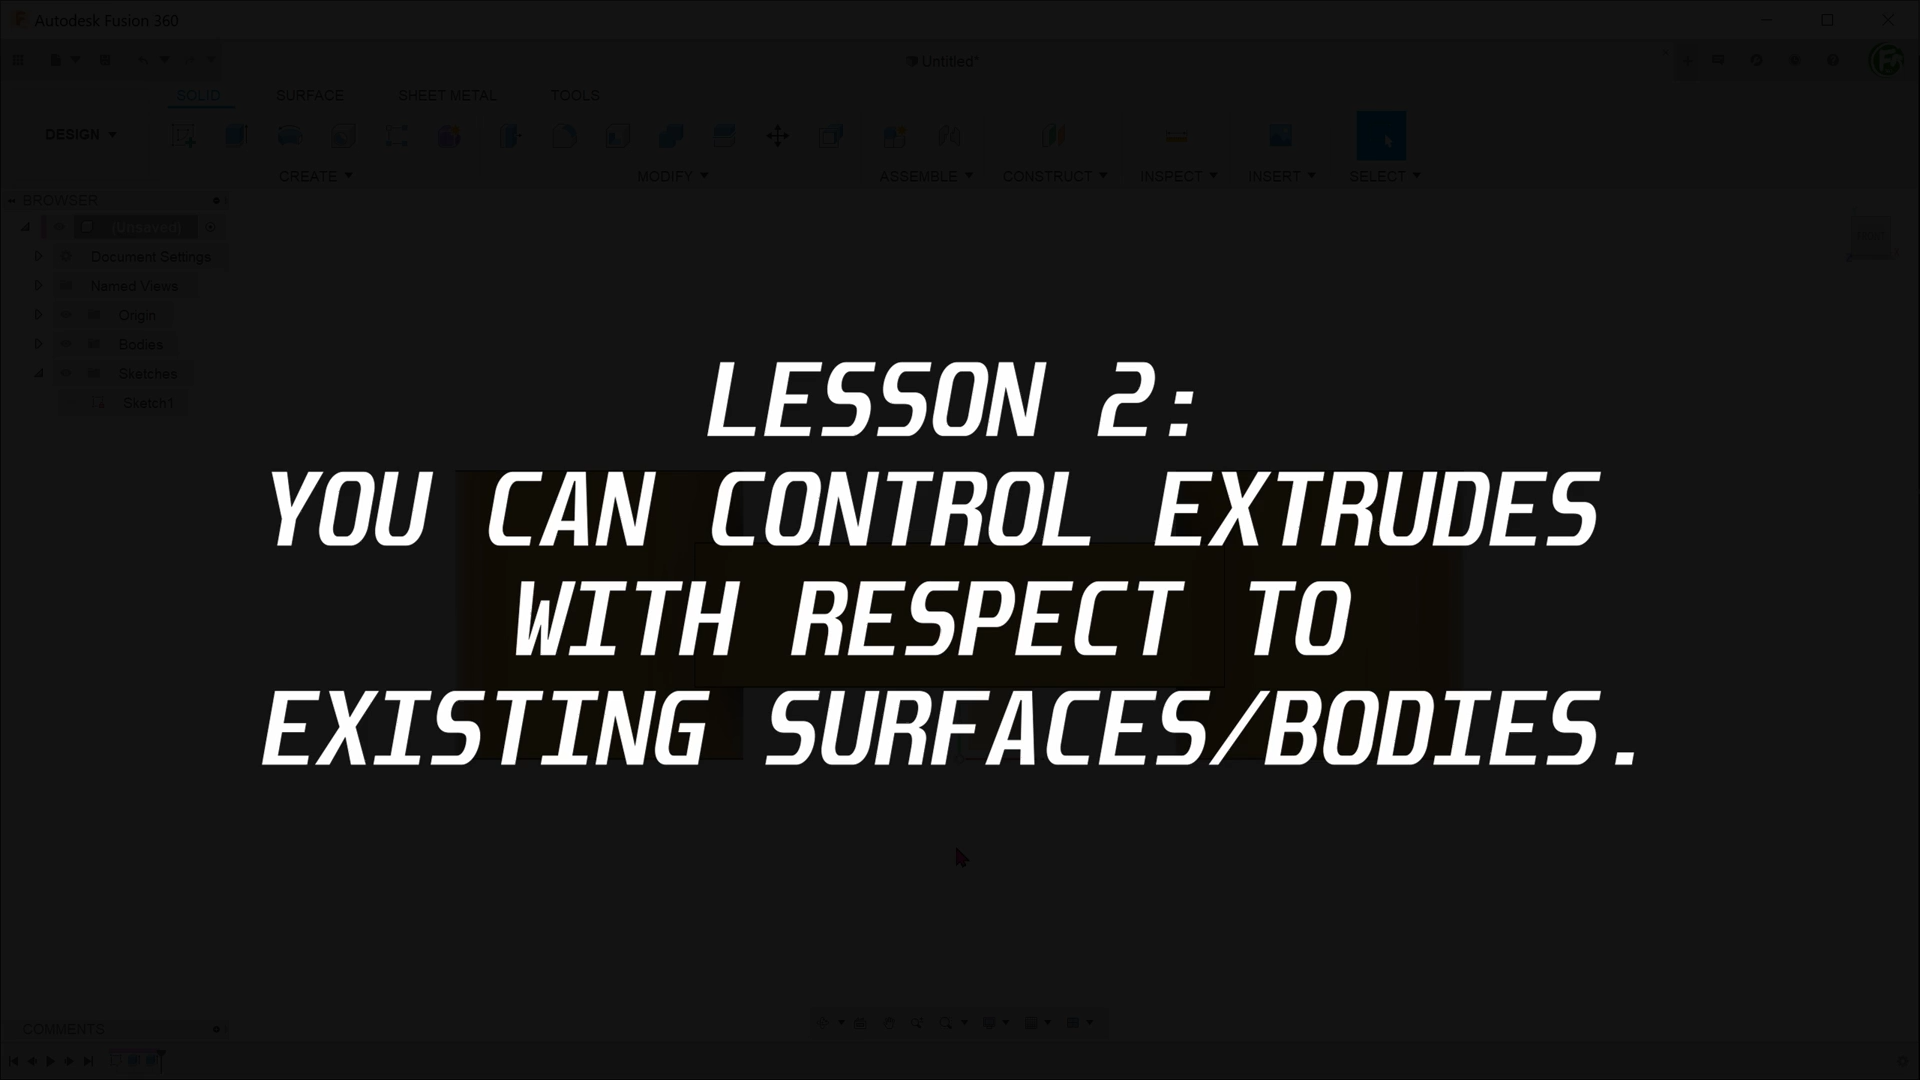 Autodesk Fusion 360
Untitled*
SOLID SURFACE SHEET METAL TOOLS
DESIGN
CREATE MODIFY ASSEMBLE CONSTRUCT INSPECT INSERT SELECT
BROWSER
(Unsaved)
Document Settings
Named Views
Origin
Bodies
Sketches
Sketch1
LESSON 2:
YOU CAN CONTROL EXTRUDES
WITH RESPECT TO
EXISTING SURFACES/BODIES.
COMMENTS